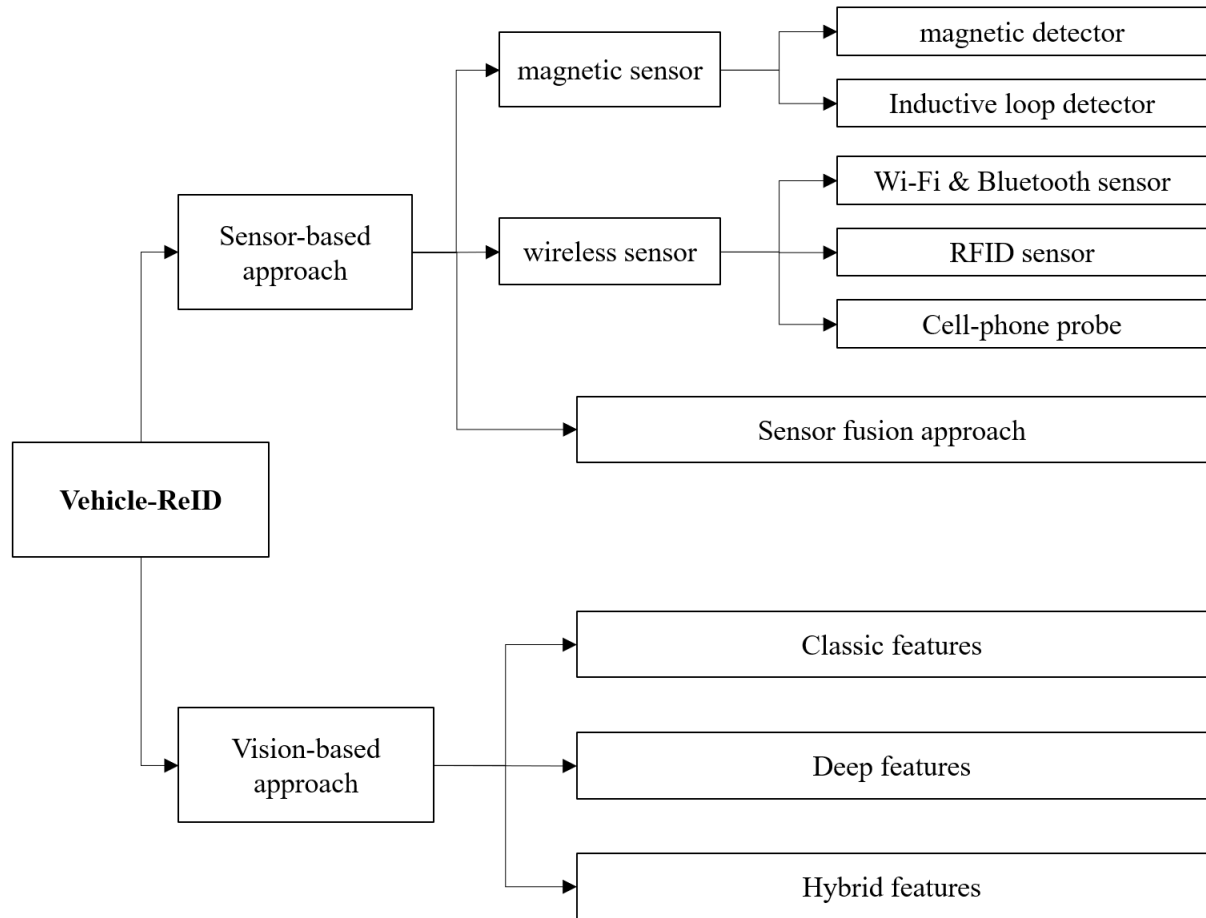 magnetic detector
magnetic sensor
Inductive loop detector
Wi-Fi & Bluetooth sensor
Sensor-based
approach
wireless sensor
RFID sensor
Cell-phone probe
Sensor fusion approach
Vehicle-ReID
Classic features
Vision-based
approach
Deep features
Hybrid features